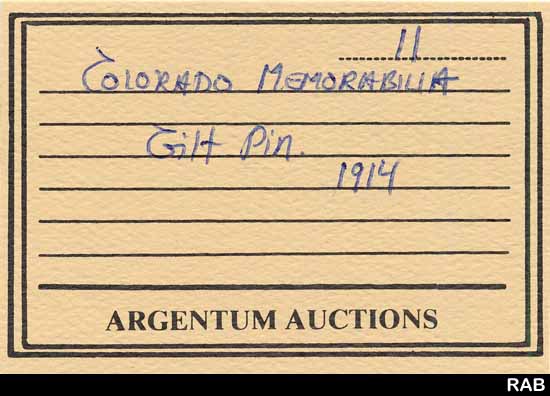 11
COLORADO MEMORABILIA
Gilt Pin.
1914
ARGENTUM AUCTIONS
RAB